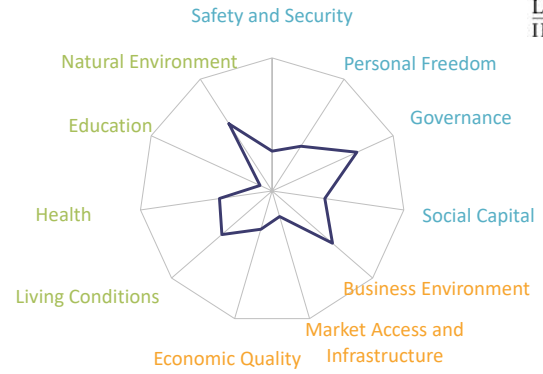 Safety and Security
Natural Environment
Personal Freedom
Education
Governance
Health
Social Capital
Living Conditions
Business Environment
Market Access and
Infrastructure
Economic Quality